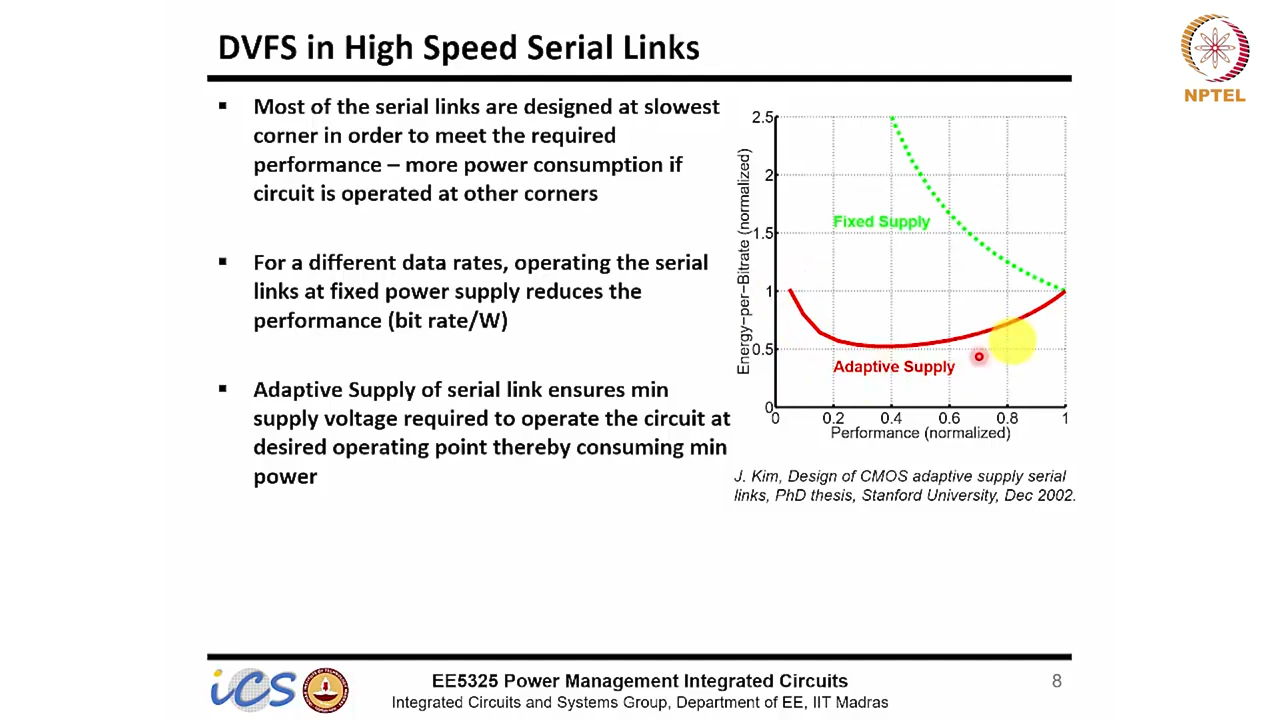 DVFS in High Speed Serial Links
NPTEL
Most of the serial links are designed at slowest
corner in order to meet the required
performance – more power consumption if
circuit is operated at other corners
For a different data rates, operating the serial
links at fixed power supply reduces the
performance (bit rate/W)
Adaptive Supply of serial link ensures min
supply voltage required to operate the circuit at
desired operating point thereby consuming min
power
Energy–per–Bitrate (normalized)
2.5
2
1.5
1
0.5
0
Fixed Supply
Adaptive Supply
0 0.2 0.4 0.6 0.8 1
Performance (normalized)
J. Kim, Design of CMOS adaptive supply serial
links, PhD thesis, Stanford University, Dec 2002.
ics
EE5325 Power Management Integrated Circuits
Integrated Circuits and Systems Group, Department of EE, IIT Madras
8